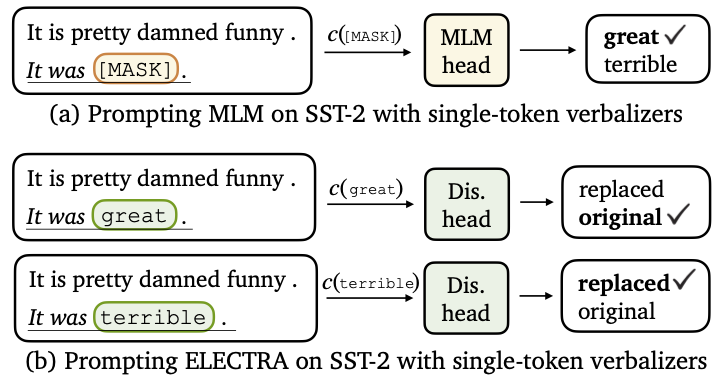 It is pretty damned funny .
It was [MASK] .
c([MASK])
MLM
head
great ✓
terrible
(a) Prompting MLM on SST-2 with single-token verbalizers
It is pretty damned funny .
It was great .
c(great)
Dis.
head
replaced
original ✓
It is pretty damned funny .
It was terrible .
c(terrible)
Dis.
head
replaced ✓
original
(b) Prompting ELECTRA on SST-2 with single-token verbalizers